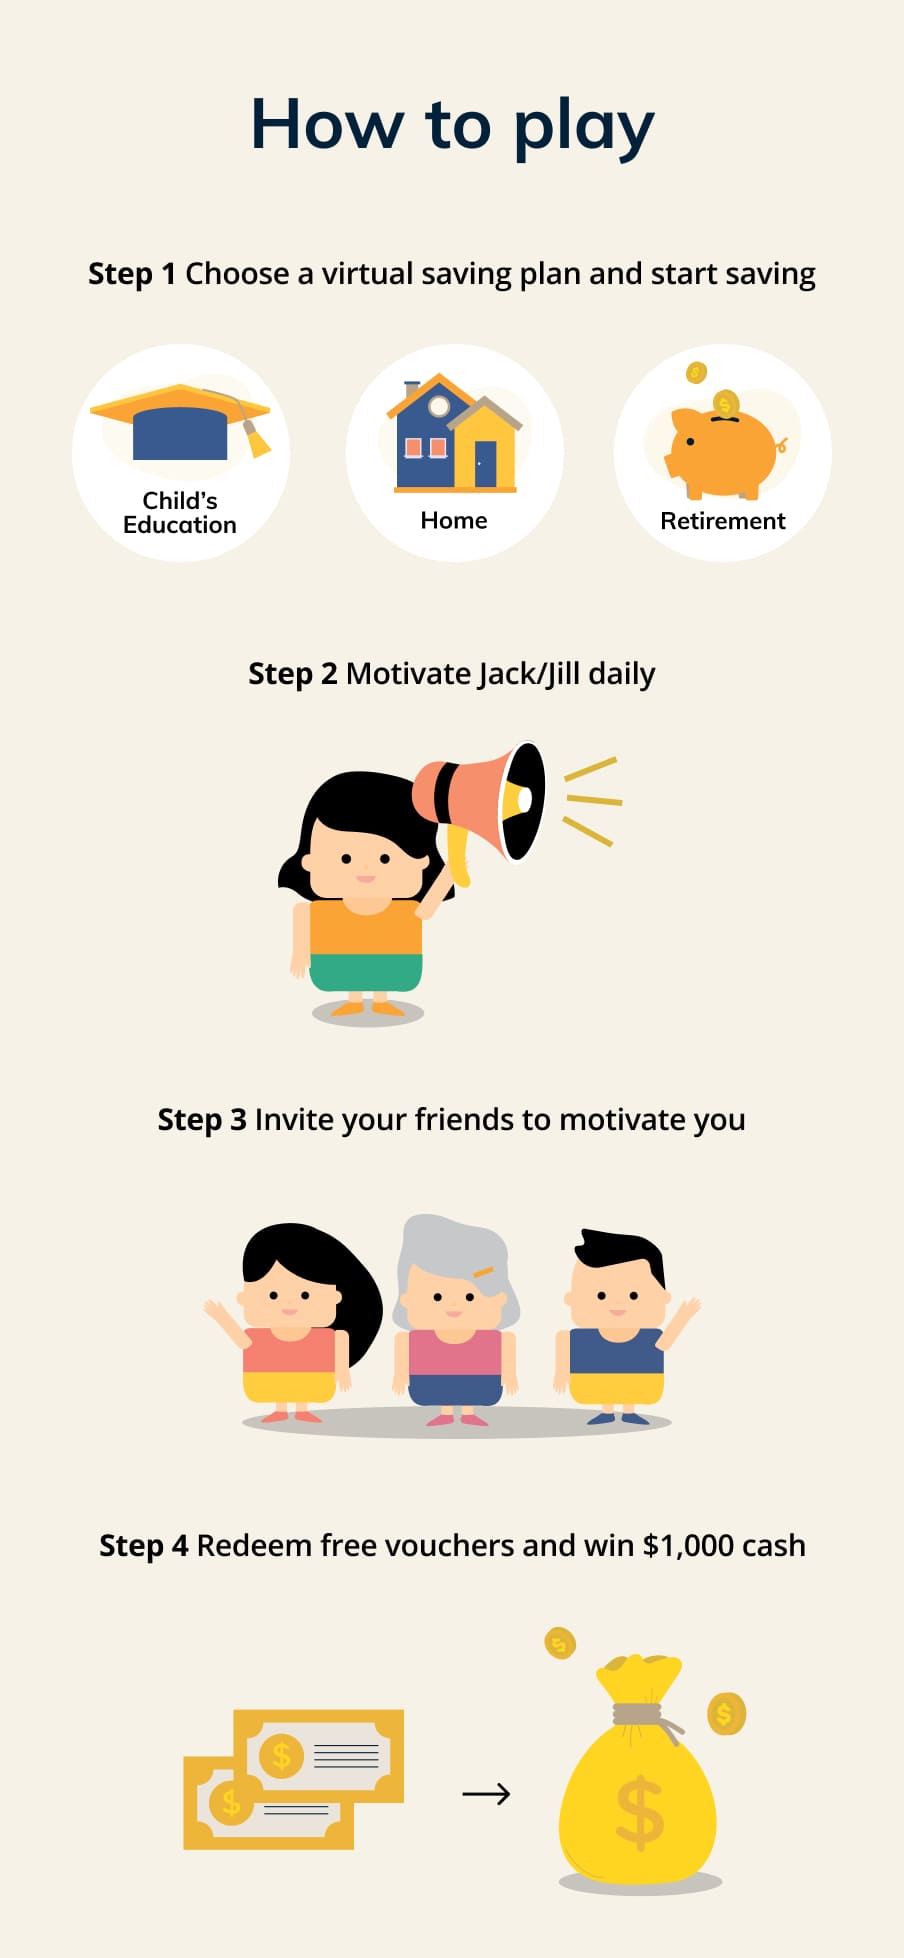 How to play
Step 1 Choose a virtual saving plan and start saving
Child's
Education
Home
Retirement
Step 2 Motivate Jack/Jill daily
Step 3 Invite your friends to motivate you
Step 4 Redeem free vouchers and win $1,000 cash
$
$
$
$
$
$
$